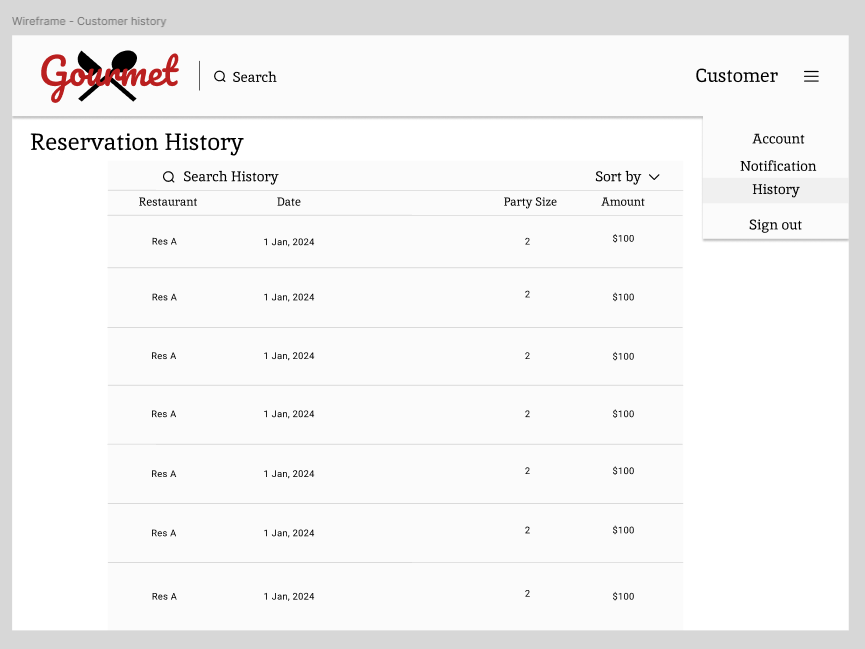 Wireframe - Customer history
Gourmet
Search
Customer
Account
Notification
History
Sign out
Reservation History
Search History
Sort by
Restaurant Date Party Size Amount
Res A 1 Jan, 2024 2 $100
Res A 1 Jan, 2024 2 $100
Res A 1 Jan, 2024 2 $100
Res A 1 Jan, 2024 2 $100
Res A 1 Jan, 2024 2 $100
Res A 1 Jan, 2024 2 $100
Res A 1 Jan, 2024 2 $100